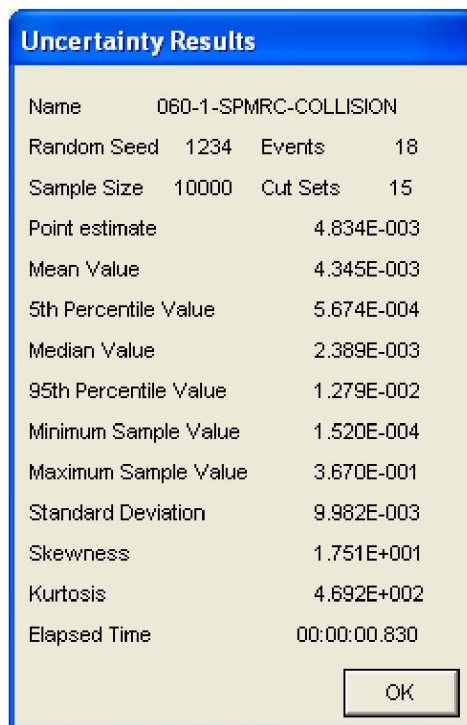 Uncertainty Results
Name 060-1-SPMRC-COLLISION
Random Seed 1234 Events 18
Sample Size 10000 Cut Sets 15
Point estimate 4.834E-003
Mean Value 4.345E-003
5th Percentile Value 5.674E-004
Median Value 2.389E-003
95th Percentile Value 1.279E-002
Minimum Sample Value 1.520E-004
Maximum Sample Value 3.670E-001
Standard Deviation 9.982E-003
Skewness 1.751E+001
Kurtosis 4.692E+002
Elapsed Time 00:00:00.830
OK